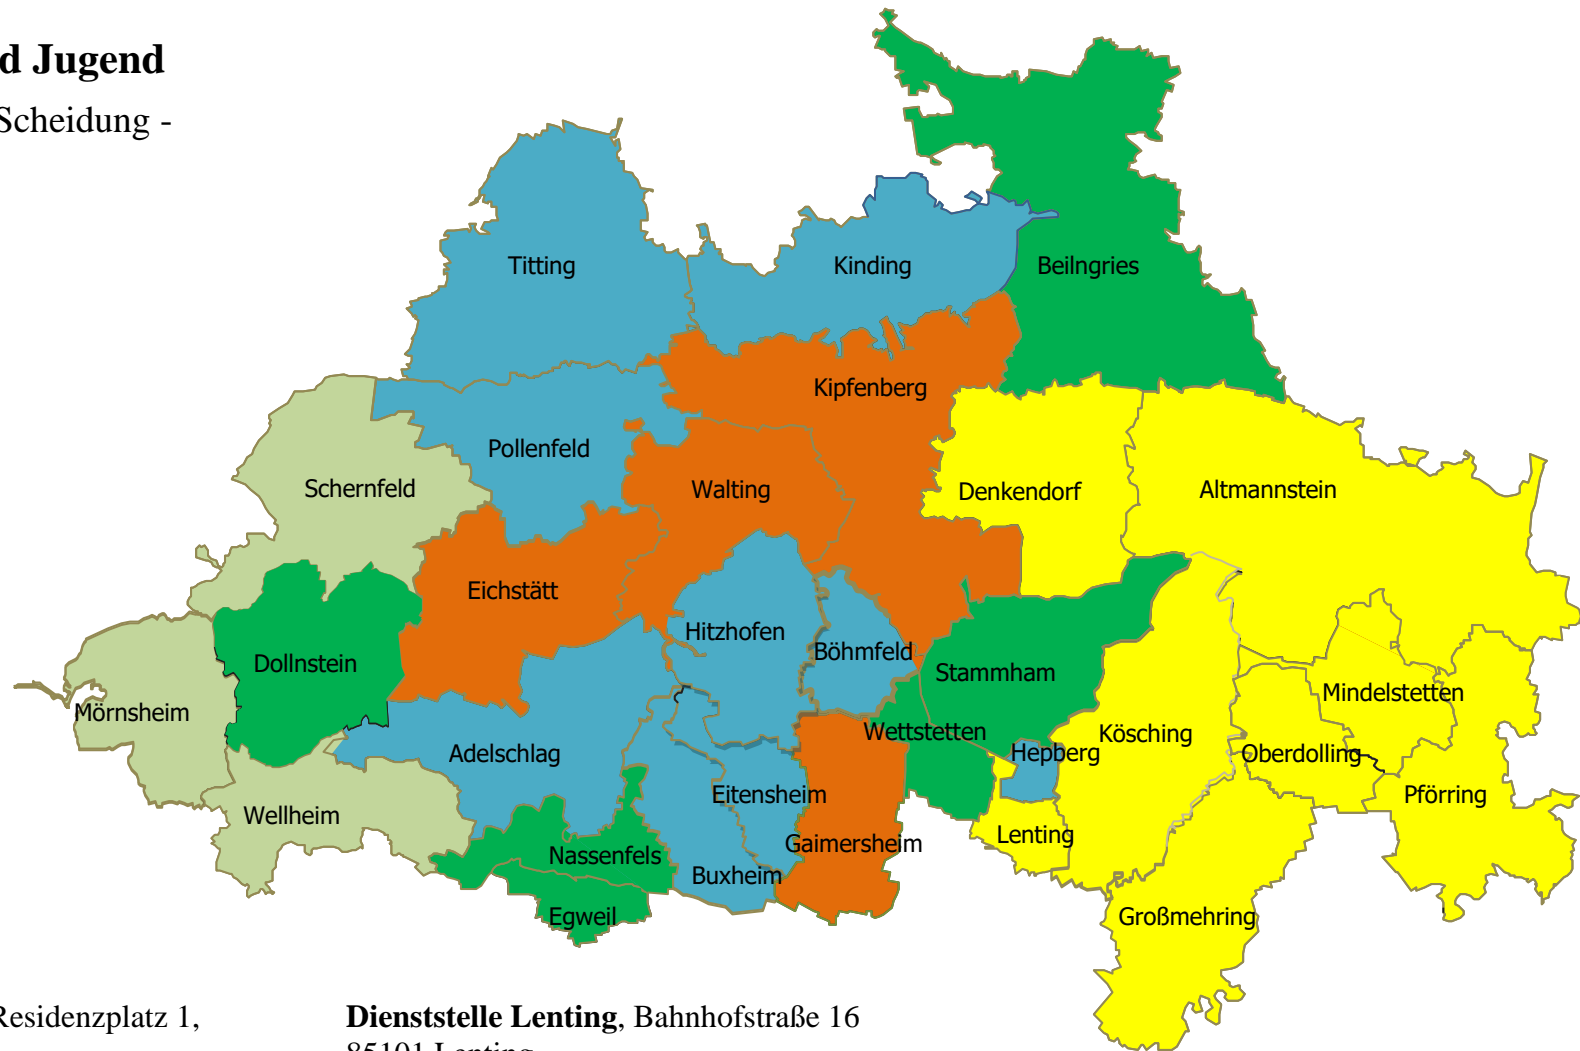 d Jugend
Scheidung -
Titting
Kinding
Beilngries
Kipfenberg
Pollenfeld
Schernfeld
Walting
Denkendorf
Altmannstein
Eichstätt
Hitzhofen
Böhmfeld
Dollnstein
Stammham
Mindelstetten
Mörnsheim
Wettstetten
Kösching
Adelschlag
Hepberg
Oberdolling
Eitensheim
Pförring
Wellheim
Lenting
Gaimersheim
Nassenfels
Buxheim
Egweil
Großmehring
Residenzplatz 1,
Dienststelle Lenting, Bahnhofstraße 16
85101 Lenting